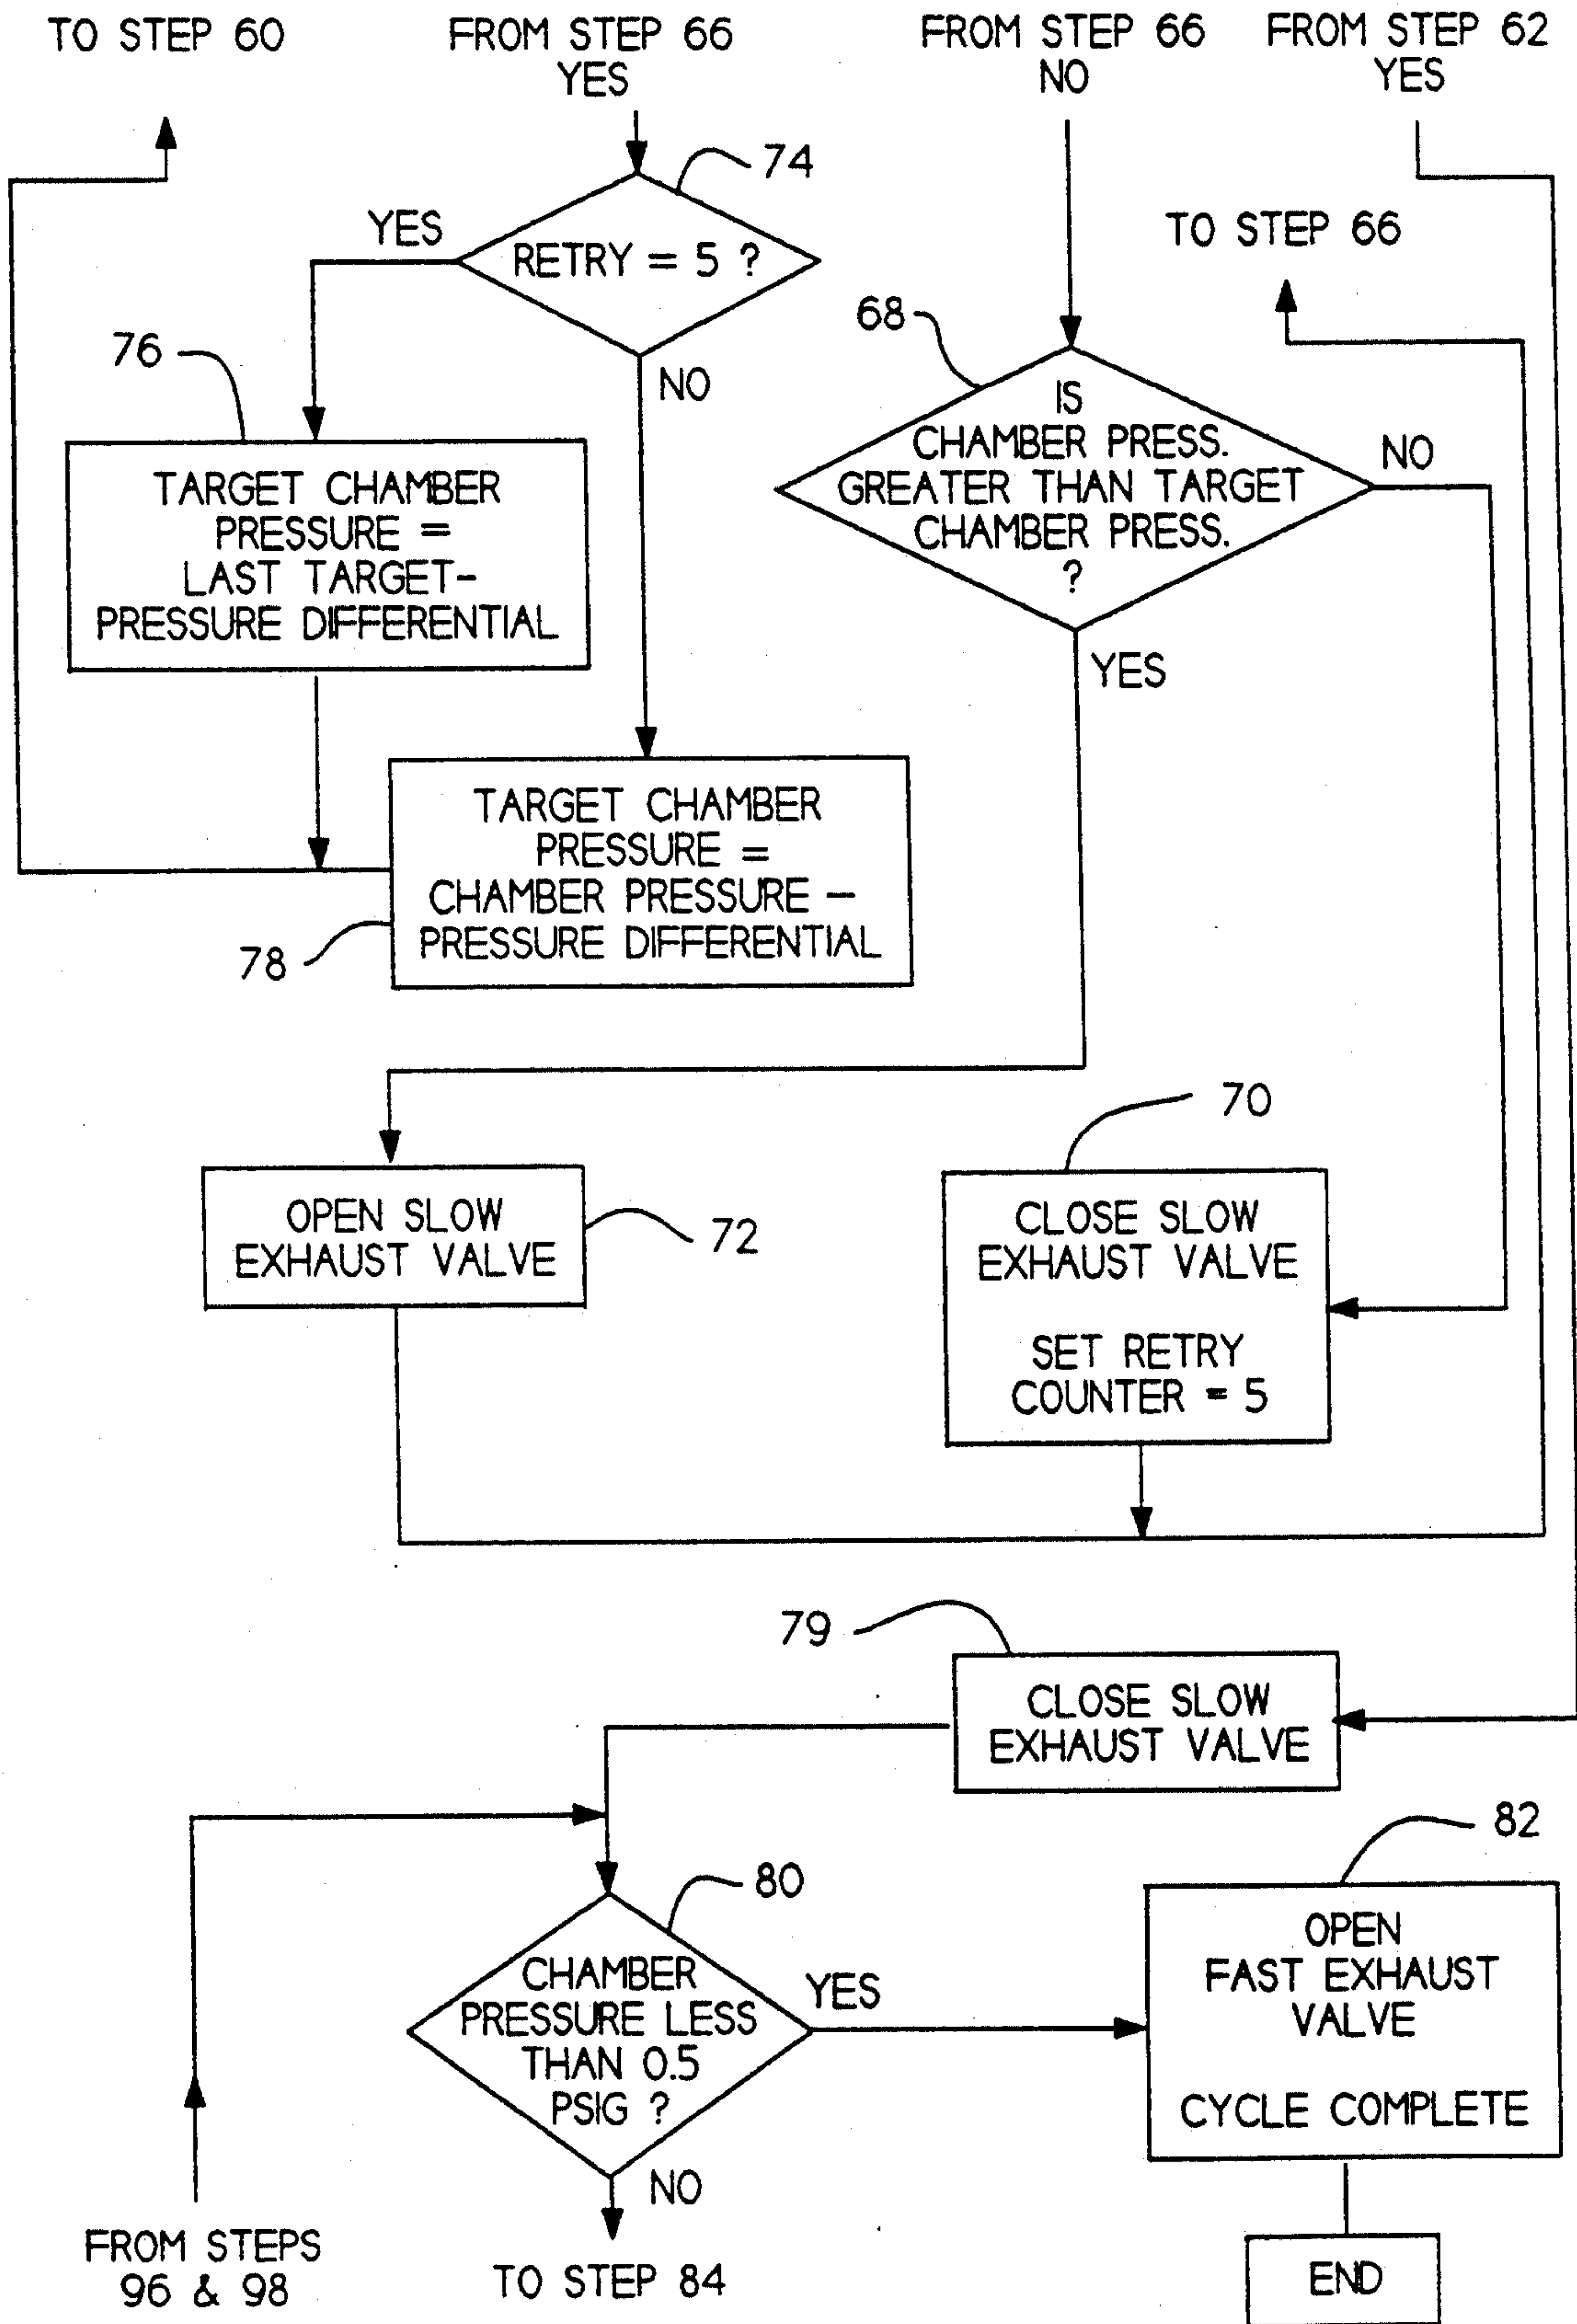 TO STEP 60
FROM STEP 66
YES
FROM STEP 66
NO
FROM STEP 62
YES
74
YES
RETRY = 5 ?
NO
TO STEP 66
76
TARGET CHAMBER
PRESSURE =
LAST TARGET-
PRESSURE DIFFERENTIAL
68
IS
CHAMBER PRESS.
GREATER THAN TARGET
CHAMBER PRESS.
?
NO
YES
TARGET CHAMBER
PRESSURE =
CHAMBER PRESSURE –
PRESSURE DIFFERENTIAL
78
OPEN SLOW
EXHAUST VALVE
72
70
CLOSE SLOW
EXHAUST VALVE
SET RETRY
COUNTER = 5
79
CLOSE SLOW
EXHAUST VALVE
80
CHAMBER
PRESSURE LESS
THAN 0.5
PSIG ?
YES
NO
82
OPEN
FAST EXHAUST
VALVE
CYCLE COMPLETE
FROM STEPS
96 & 98
TO STEP 84
END